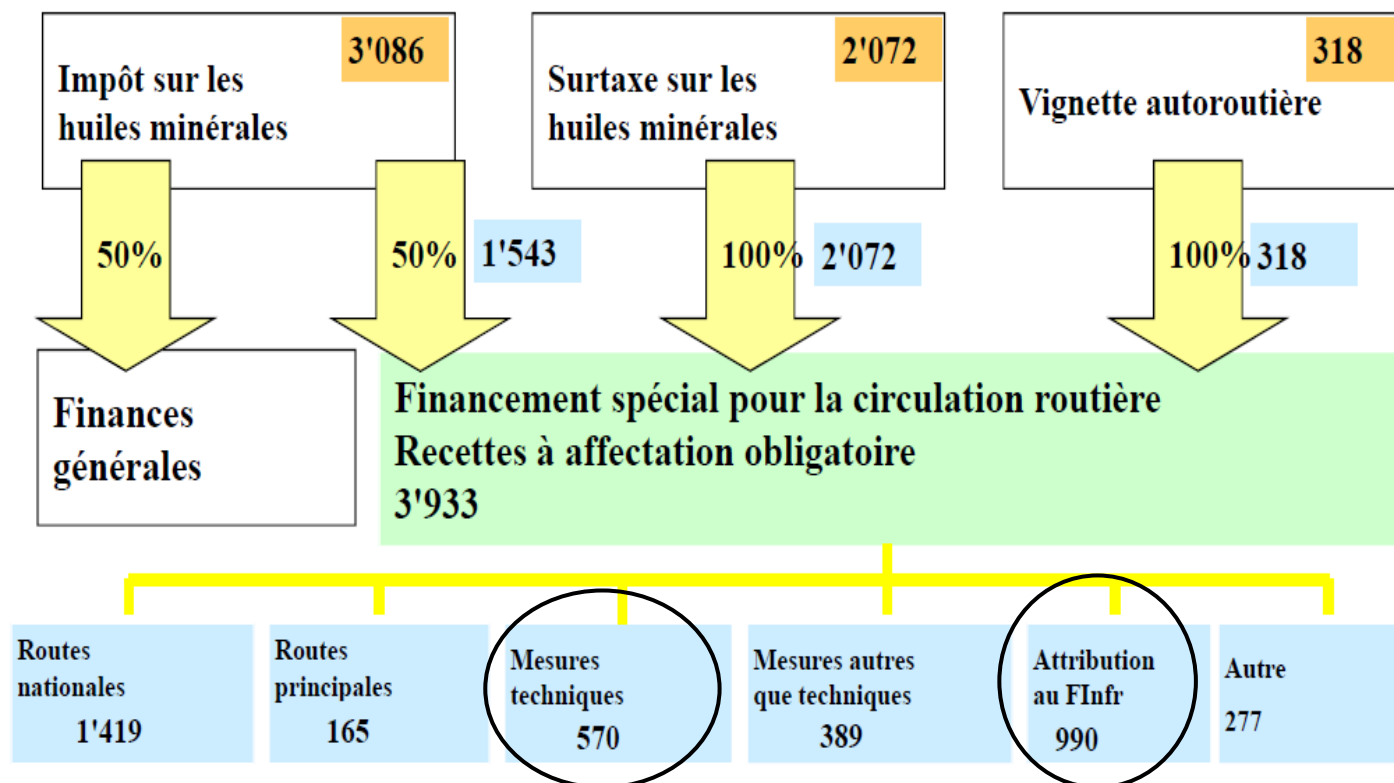 3'086
Impôt sur les
huiles minérales
2'072
Surtaxe sur les
huiles minérales
318
Vignette autoroutière
50%
50%
1'543
100%
2'072
100%
318
Finances
générales
Financement spécial pour la circulation routière
Recettes à affectation obligatoire
3'933
Routes
nationales
1'419
Routes
principales
165
Mesures
techniques
570
Mesures autres
que techniques
389
Attribution
au FInfr
990
Autre
277